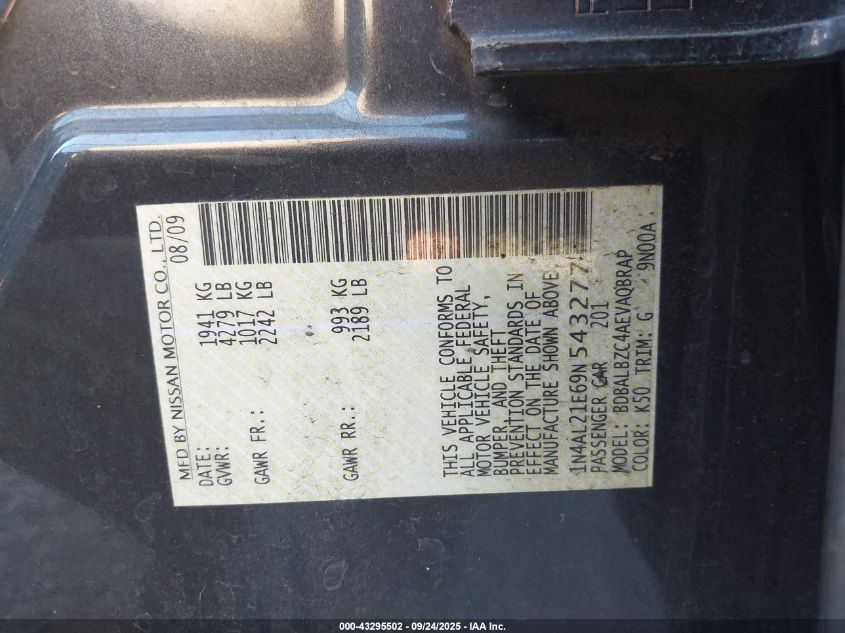 MFD BY NISSAN MOTOR CO., LTD.
DATE: 08/09
GVWR: 1941 KG
4279 LB
GAWR FR.: 1017 KG
2242 LB
GAWR RR.: 993 KG
2189 LB
THIS VEHICLE CONFORMS TO
ALL APPLICABLE FEDERAL
MOTOR VEHICLE SAFETY,
BUMPER, AND THEFT
PREVENTION STANDARDS IN
EFFECT ON THE DATE OF
MANUFACTURE SHOWN ABOVE
1N4AL21E69N543277
PASSENGER CAR 201
MODEL: BDBALBZC4AEVAQBRAP
COLOR: K50 TRIM: G 9N00A
000-43295502 - 09/24/2025 - IAA Inc.